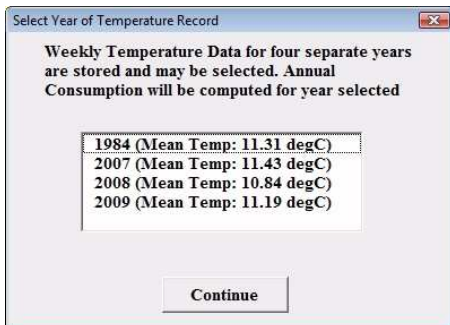 Select Year of Temperature Record
Weekly Temperature Data for four separate years
are stored and may be selected. Annual
Consumption will be computed for year selected
1984 (Mean Temp: 11.31 degC)
2007 (Mean Temp: 11.43 degC)
2008 (Mean Temp: 10.84 degC)
2009 (Mean Temp: 11.19 degC)
Continue